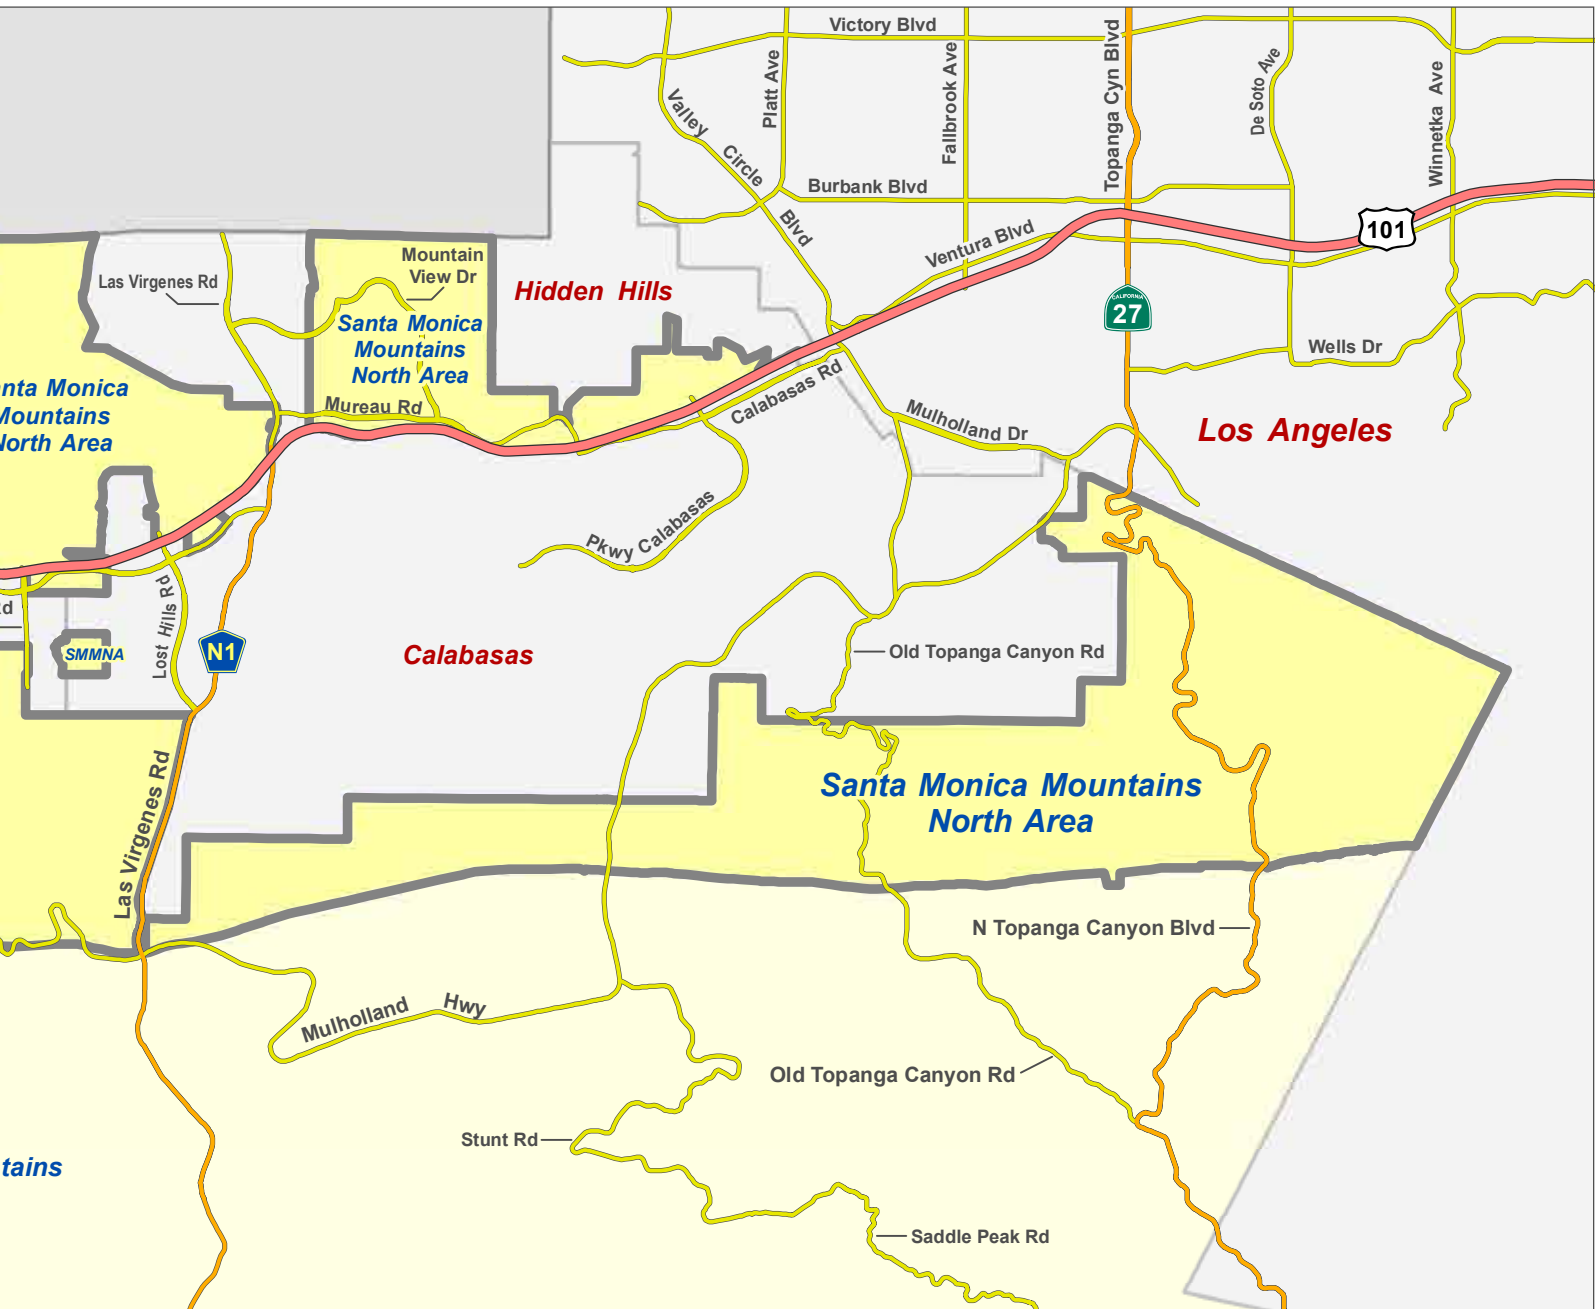 Victory Blvd
Platt Ave
Fallbrook Ave
Topanga Cyn Blvd
De Soto Ave
Winnetka Ave
Valley Circle Blvd
Burbank Blvd
Ventura Blvd
101
CALIFORNIA
27
Wells Dr
Las Virgenes Rd
Mountain
View Dr
Hidden Hills
Santa Monica
Mountains
North Area
nta Monica
Mountains
North Area
Mureau Rd
Calabasas Rd
Mulholland Dr
Los Angeles
Pkwy Calabasas
Lost Hills Rd
d
SMMNA
N1
Calabasas
Old Topanga Canyon Rd
Las Virgenes Rd
Santa Monica Mountains
North Area
N Topanga Canyon Blvd
Mulholland Hwy
Old Topanga Canyon Rd
Stunt Rd
tains
Saddle Peak Rd